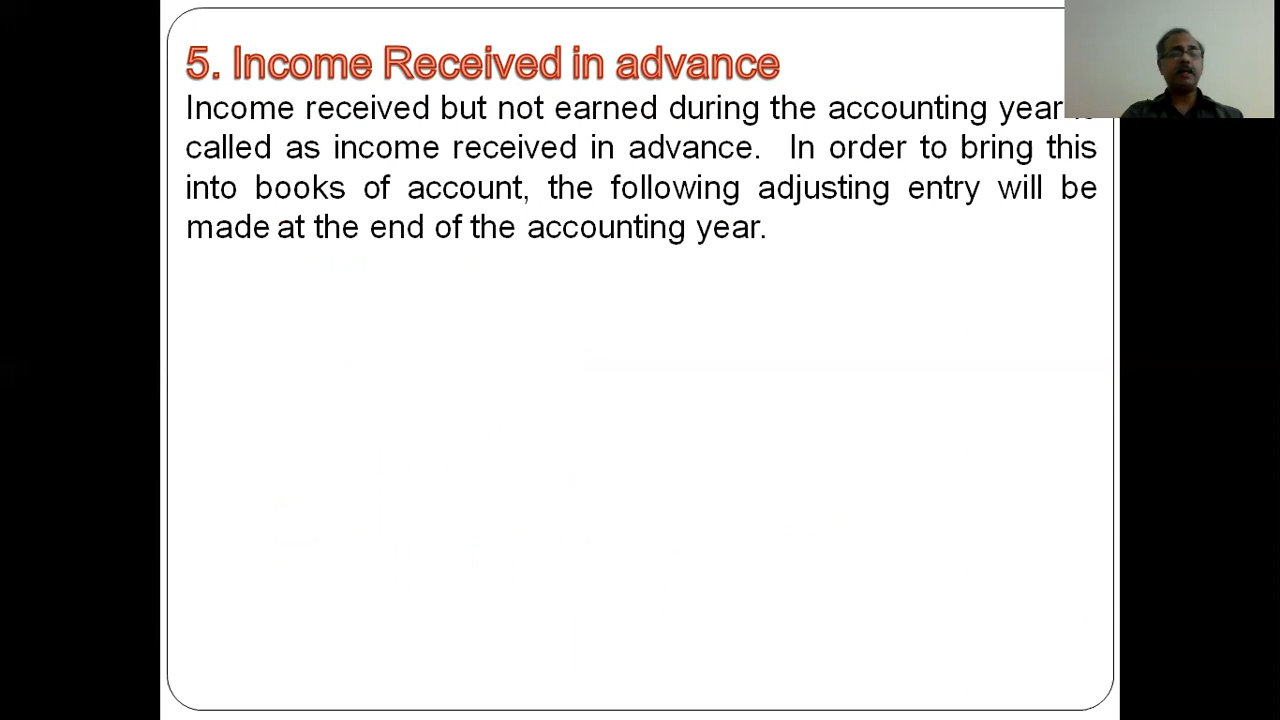 5. Income Received in advance
Income received but not earned during the accounting year
called as income received in advance. In order to bring this
into books of account, the following adjusting entry will be
made at the end of the accounting year.